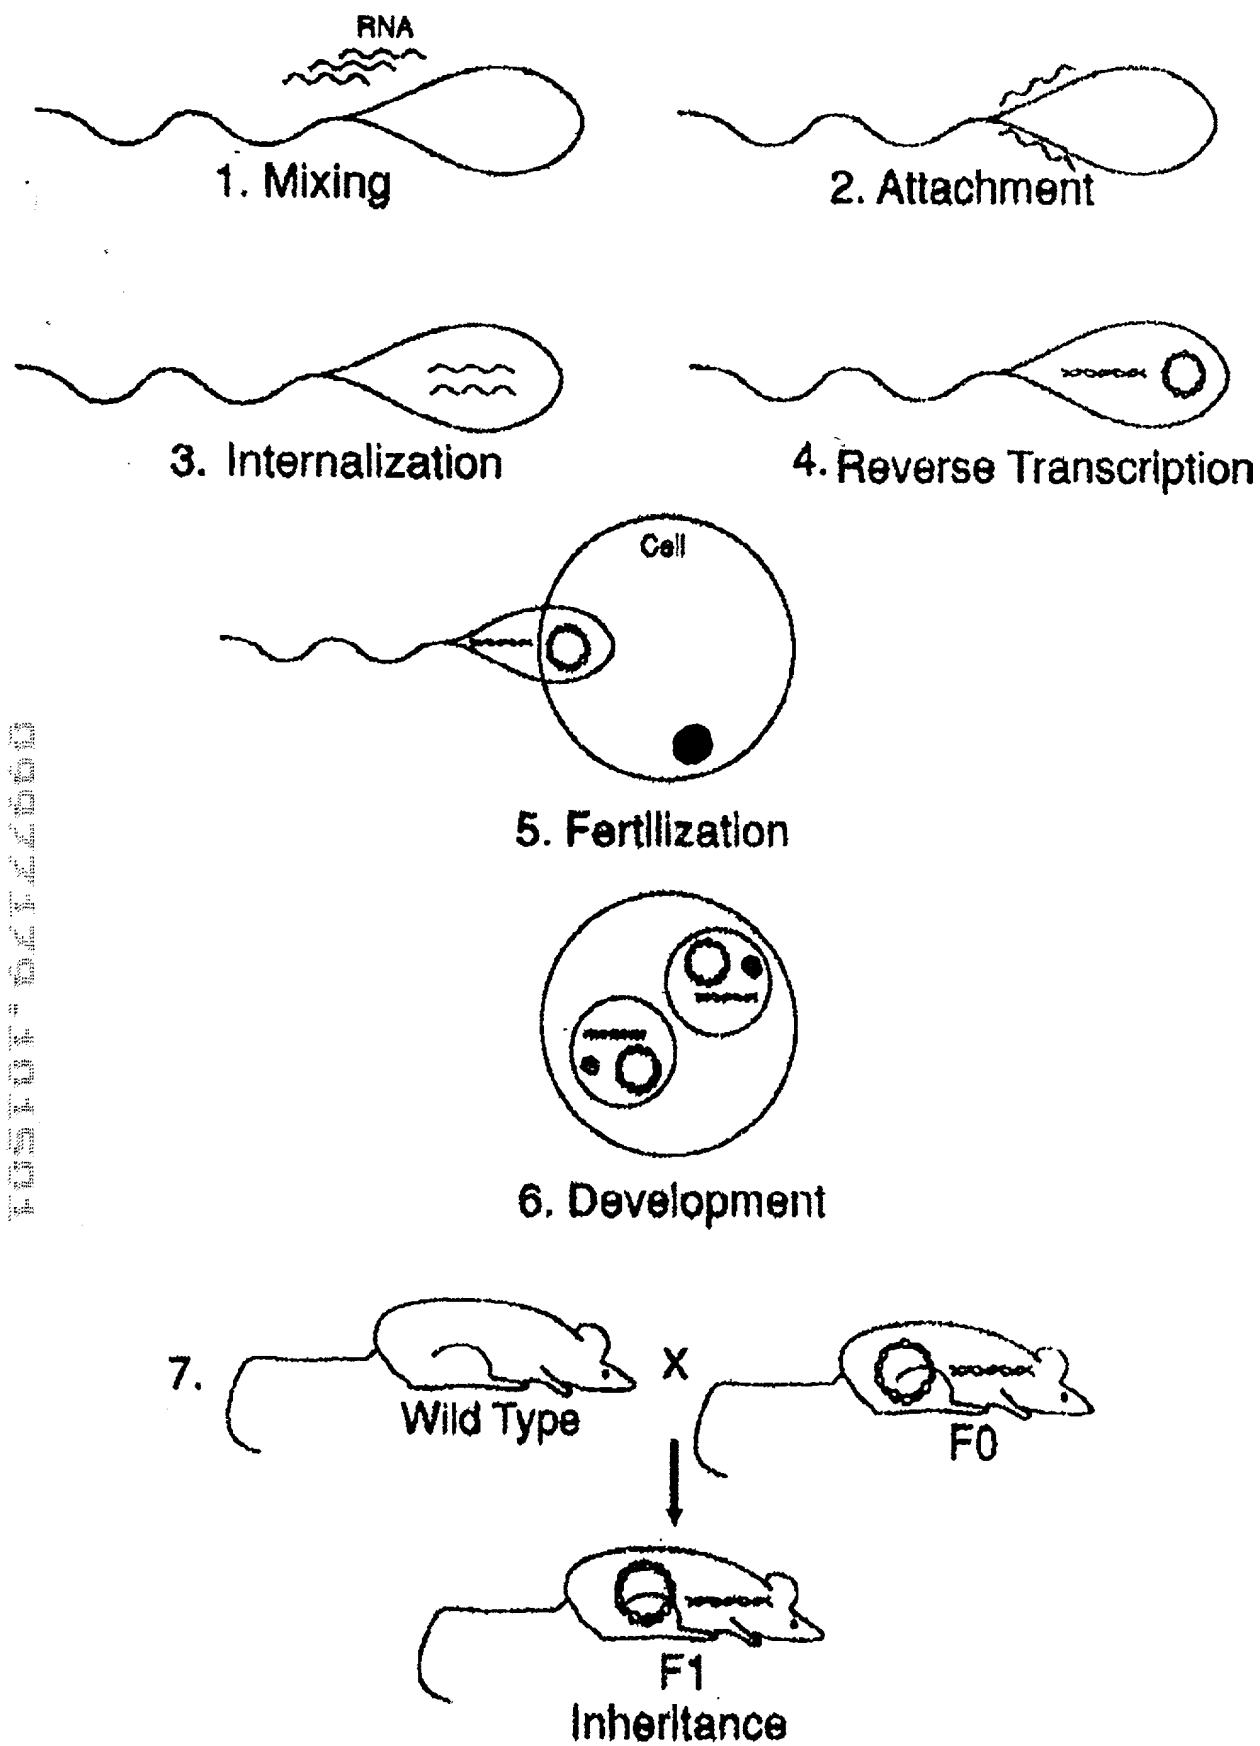 RNA
1. Mixing
2. Attachment
3. Internalization
4. Reverse Transcription
Cell
5. Fertilization
6. Development
7.
X
Wild Type
F0
F1
Inheritance